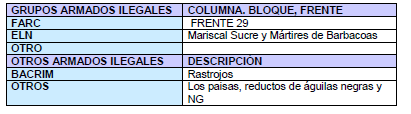 GRUPOS ARMADOS ILEGALES COLUMNA. BLOQUE, FRENTE
FARC FRENTE 29
ELN Mariscal Sucre y Mártires de Barbacoas
OTRO
OTROS ARMADOS ILEGALES DESCRIPCIÓN
BACRIM Rastrojos
OTROS Los paisas, reductos de águilas negras y
NG